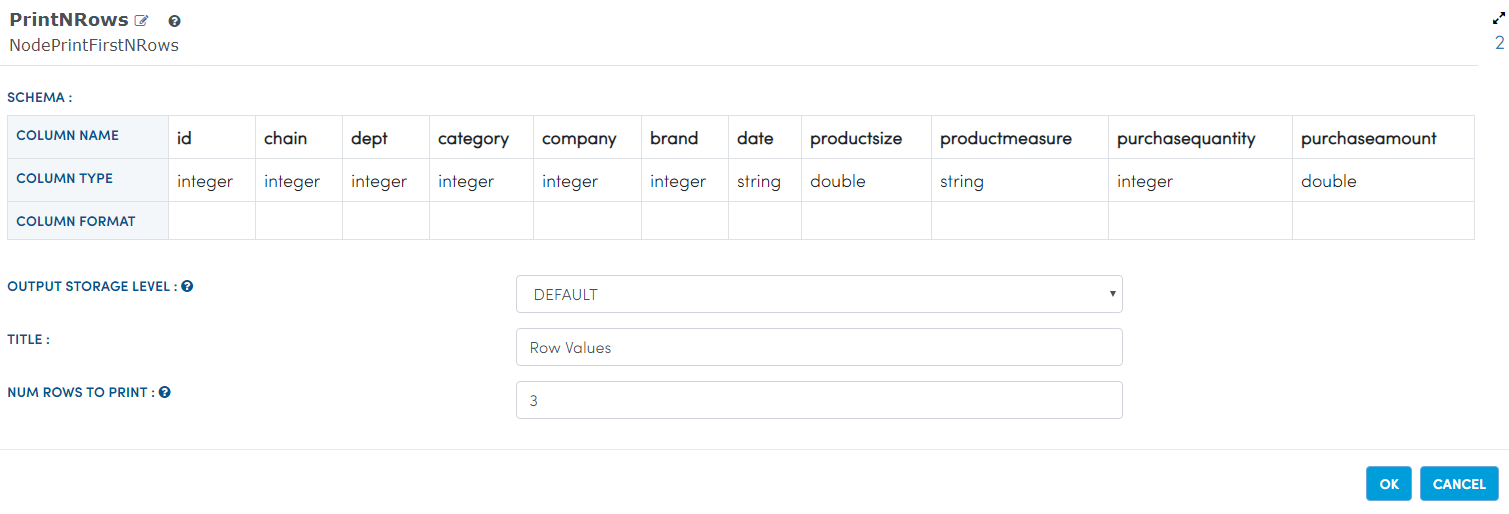 PrintNRows
NodePrintFirstNRows
2
SCHEMA :
COLUMN NAME id chain dept category company brand date productsize productmeasure purchasequantity purchaseamount
COLUMN TYPE integer integer integer integer integer integer string double string integer double
COLUMN FORMAT
OUTPUT STORAGE LEVEL : DEFAULT
TITLE : Row Values
NUM ROWS TO PRINT : 3
OK CANCEL